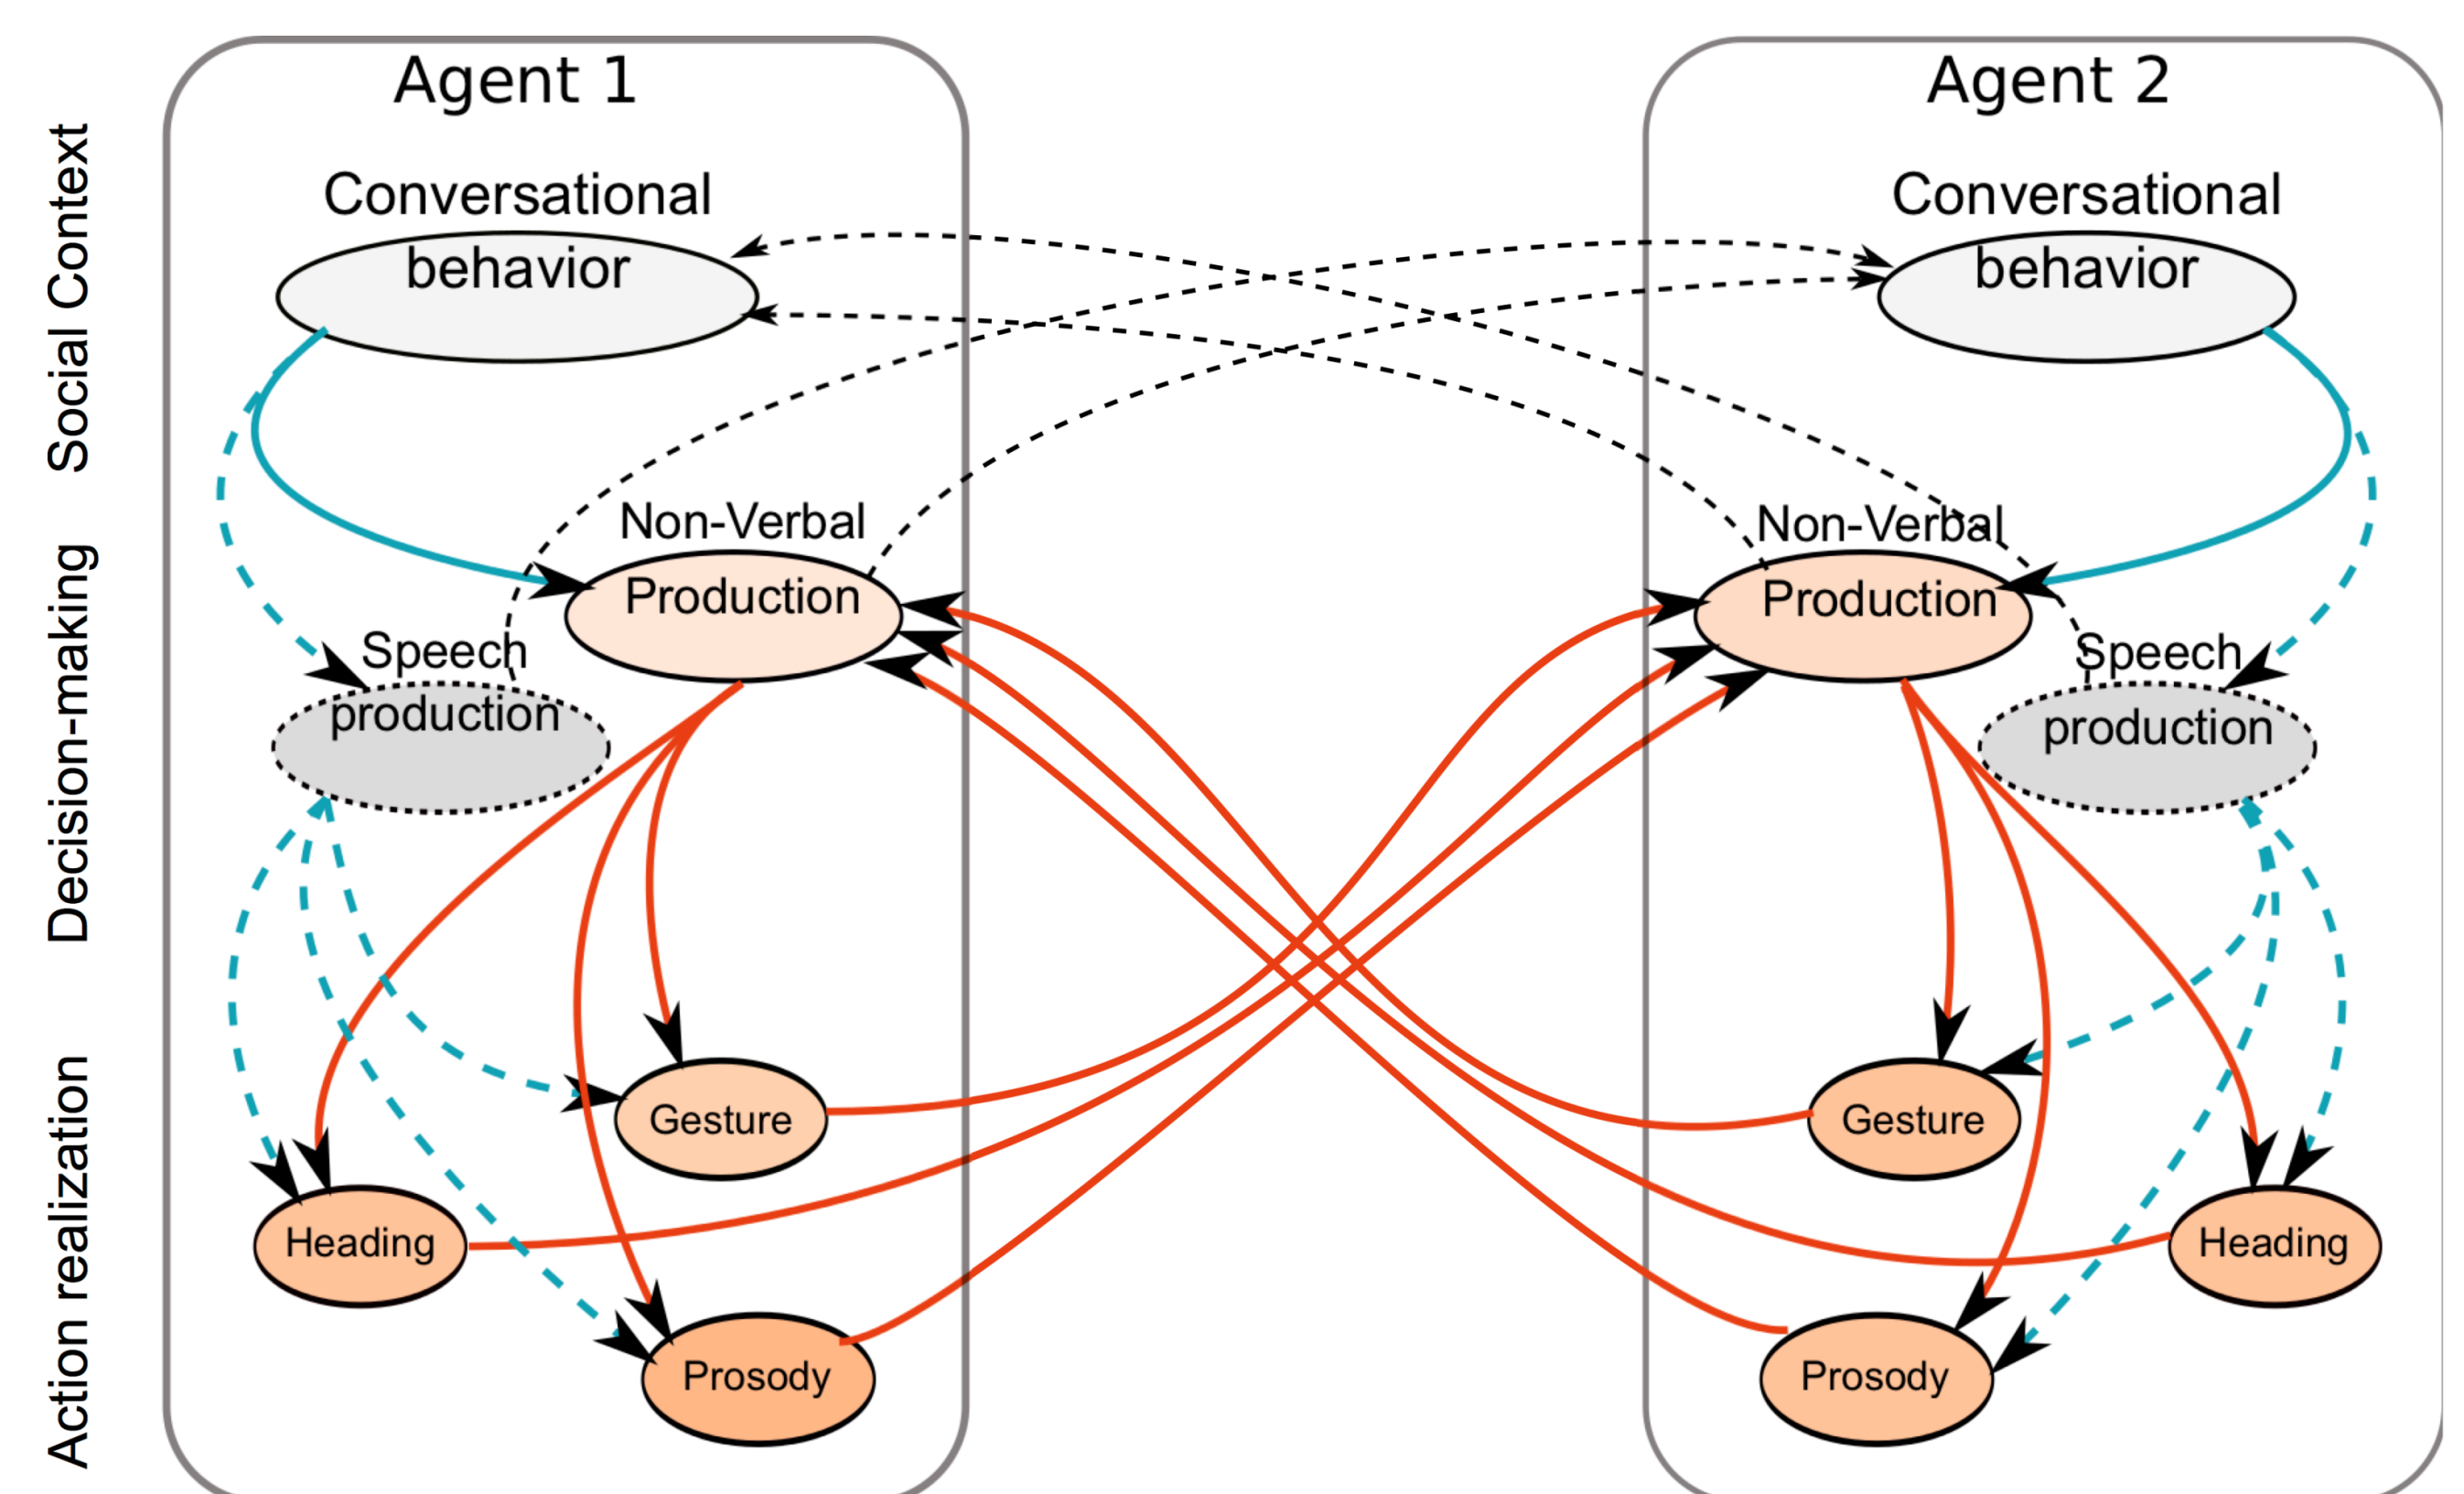 Agent 1
Agent 2
Social Context
Conversational
behavior
Conversational
behavior
Decision-making
Non-Verbal
Production
Non-Verbal
Production
Speech
production
Speech
production
Action realization
Gesture
Gesture
Heading
Heading
Prosody
Prosody